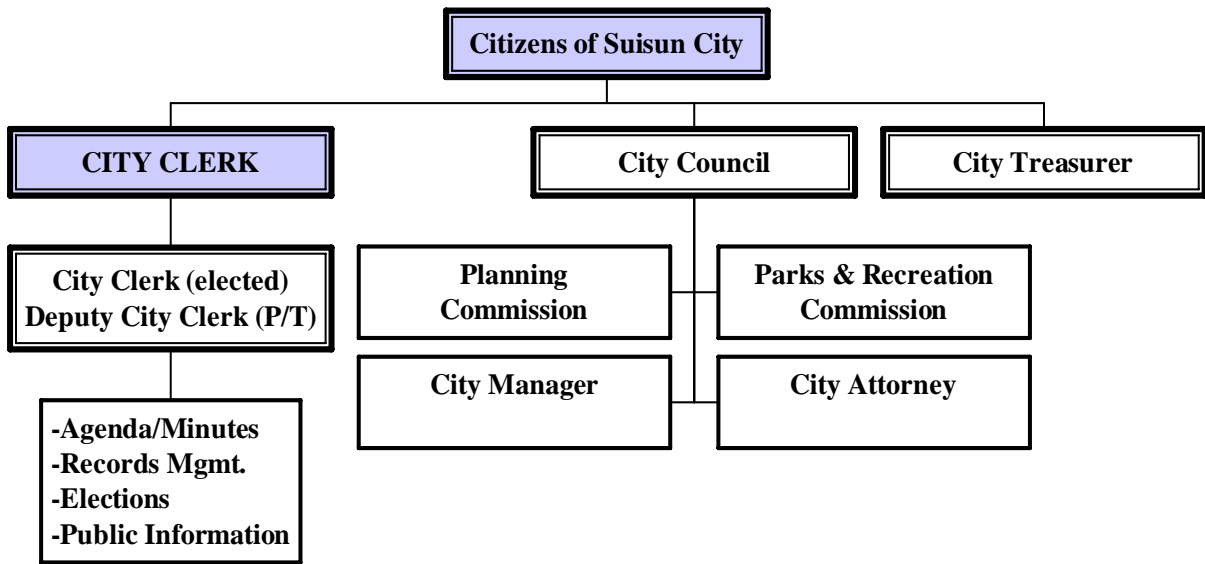 Citizens of Suisun City
CITY CLERK
City Council
City Treasurer
City Clerk (elected)
Deputy City Clerk (P/T)
Planning
Commission
Parks & Recreation
Commission
City Manager
City Attorney
-Agenda/Minutes
-Records Mgmt.
-Elections
-Public Information